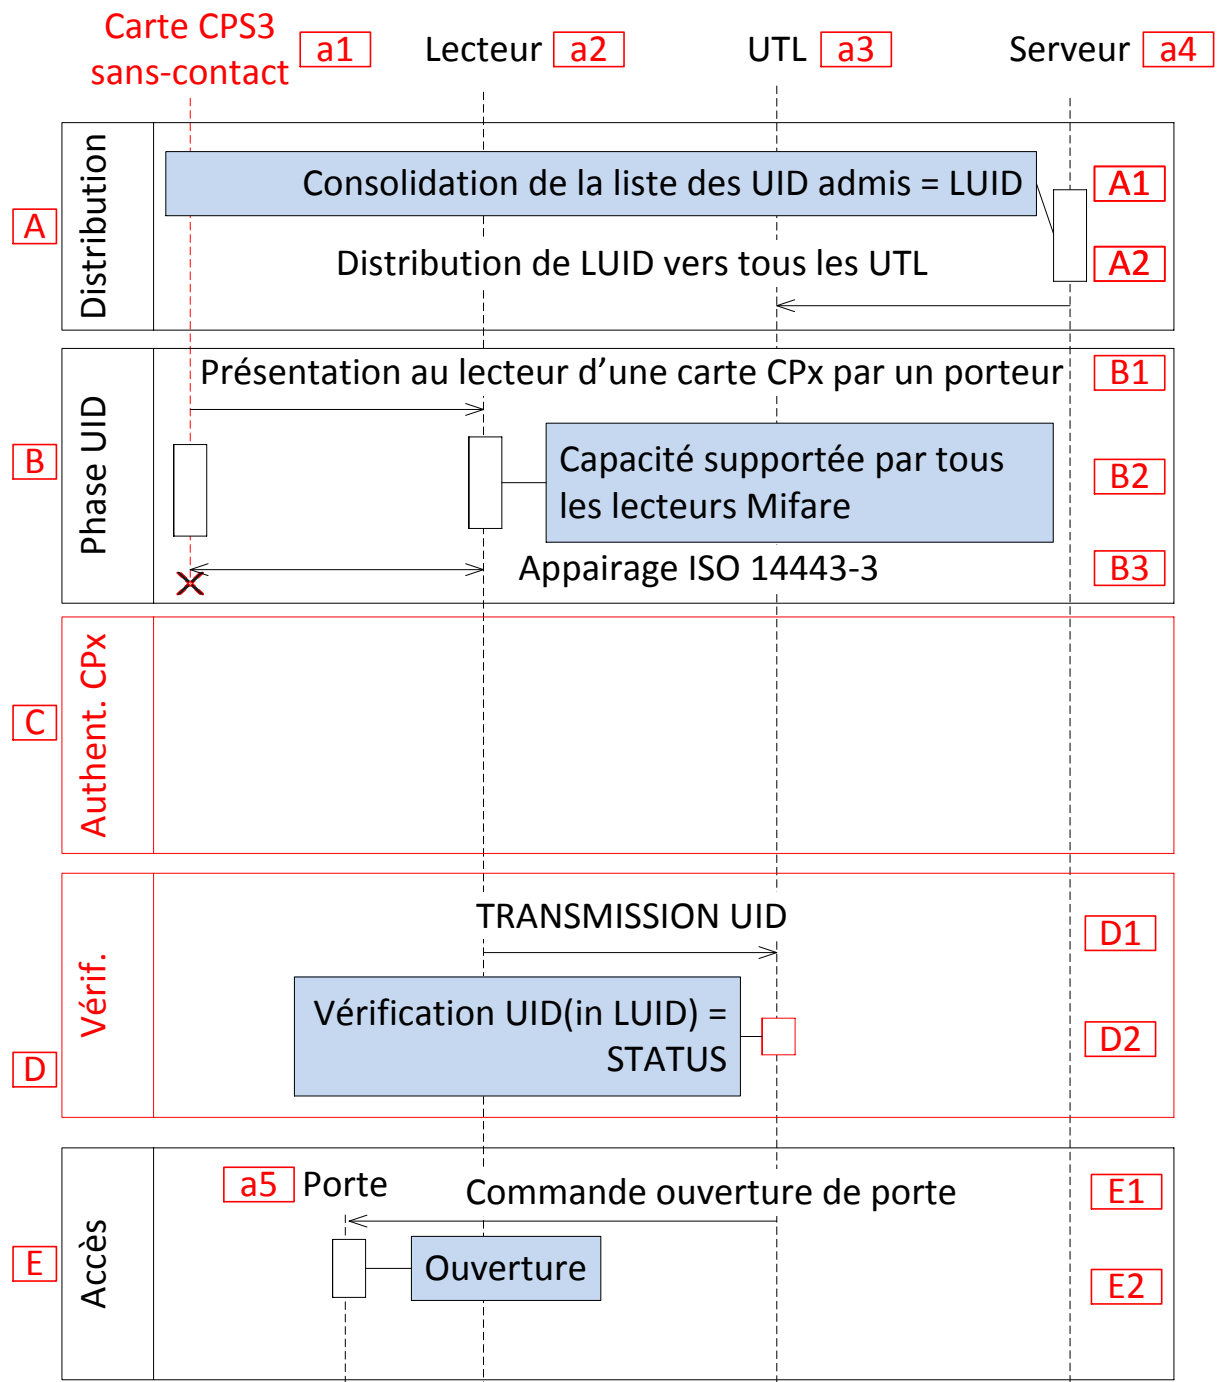 Carte CPS3
sans-contact
a1
Lecteur
a2
UTL
a3
Serveur
a4
A
Distribution
Consolidation de la liste des UID admis = LUID
A1
Distribution de LUID vers tous les UTL
A2
B
Phase UID
Présentation au lecteur d’une carte CPx par un porteur
B1
Capacité supportée par tous
les lecteurs Mifare
B2
Appairage ISO 14443-3
B3
C
Authent. CPx
D
Vérif.
TRANSMISSION UID
D1
Vérification UID(in LUID) =
STATUS
D2
E
Accès
a5
Porte
Commande ouverture de porte
E1
Ouverture
E2